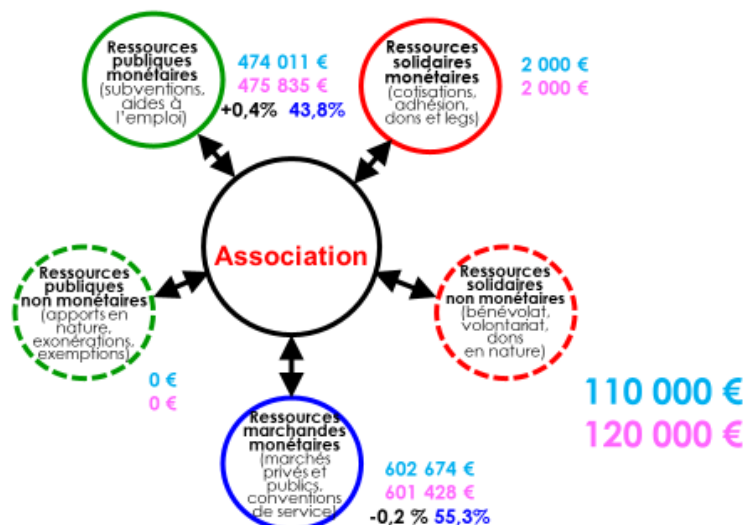 Ressources
publiques
monétaires
(subventions,
aides à
l'emploi)
474 011 €
475 835 €
+0,4% 43,8%
Ressources
solidaires
monétaires
(cotisations,
adhésion,
dons et legs)
2 000 €
2 000 €
Association
Ressources
publiques
non monétaires
(apports en
nature,
exonérations,
exemptions)
0 €
0 €
Ressources
solidaires
non monétaires
(bénévolat,
volontariat,
dons
en nature)
110 000 €
120 000 €
Ressources
marchandes
monétaires
(marchés
privés et
publics,
conventions
de service)
602 674 €
601 428 €
-0,2 % 55,3%